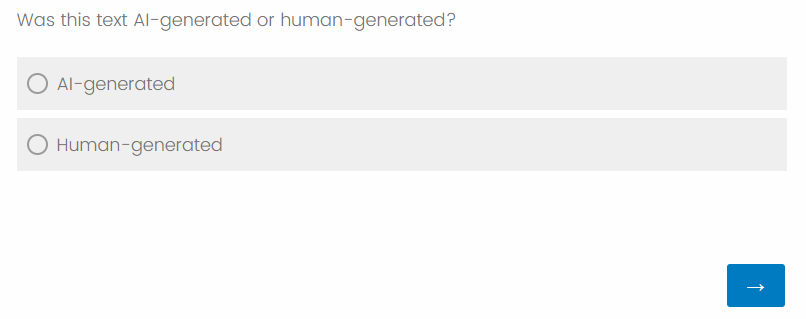 Was this text AI-generated or human-generated?
AI-generated
Human-generated
→